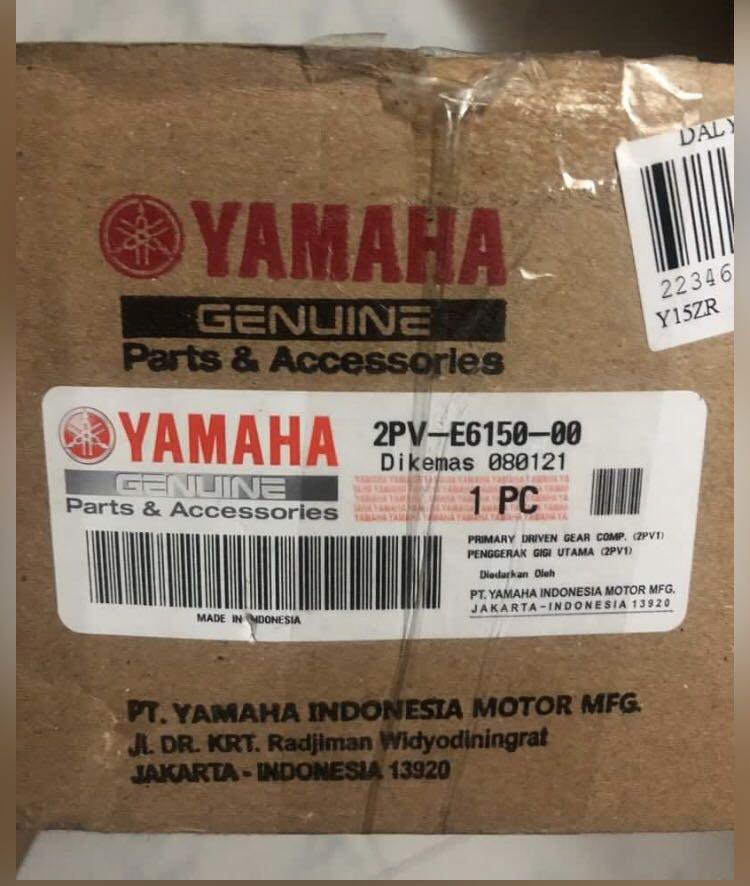 DALY
22346
Y15ZR
YAMAHA
GENUINE
Parts & Accessories
YAMAHA
GENUINE
Parts & Accessories
2PV-E6150-00
Dikemas 080121
1 PC
PRIMARY DRIVEN GEAR COMP. (2PV1)
PENGGERAK GIGI UTAMA (2PV1)
Diedarkan Oleh
PT. YAMAHA INDONESIA MOTOR MFG.
JAKARTA-INDONESIA 13920
MADE IN INDONESIA
PT. YAMAHA INDONESIA MOTOR MFG.
Jl. DR. KRT. Radjiman Widyodiningrat
JAKARTA - INDONESIA 13920